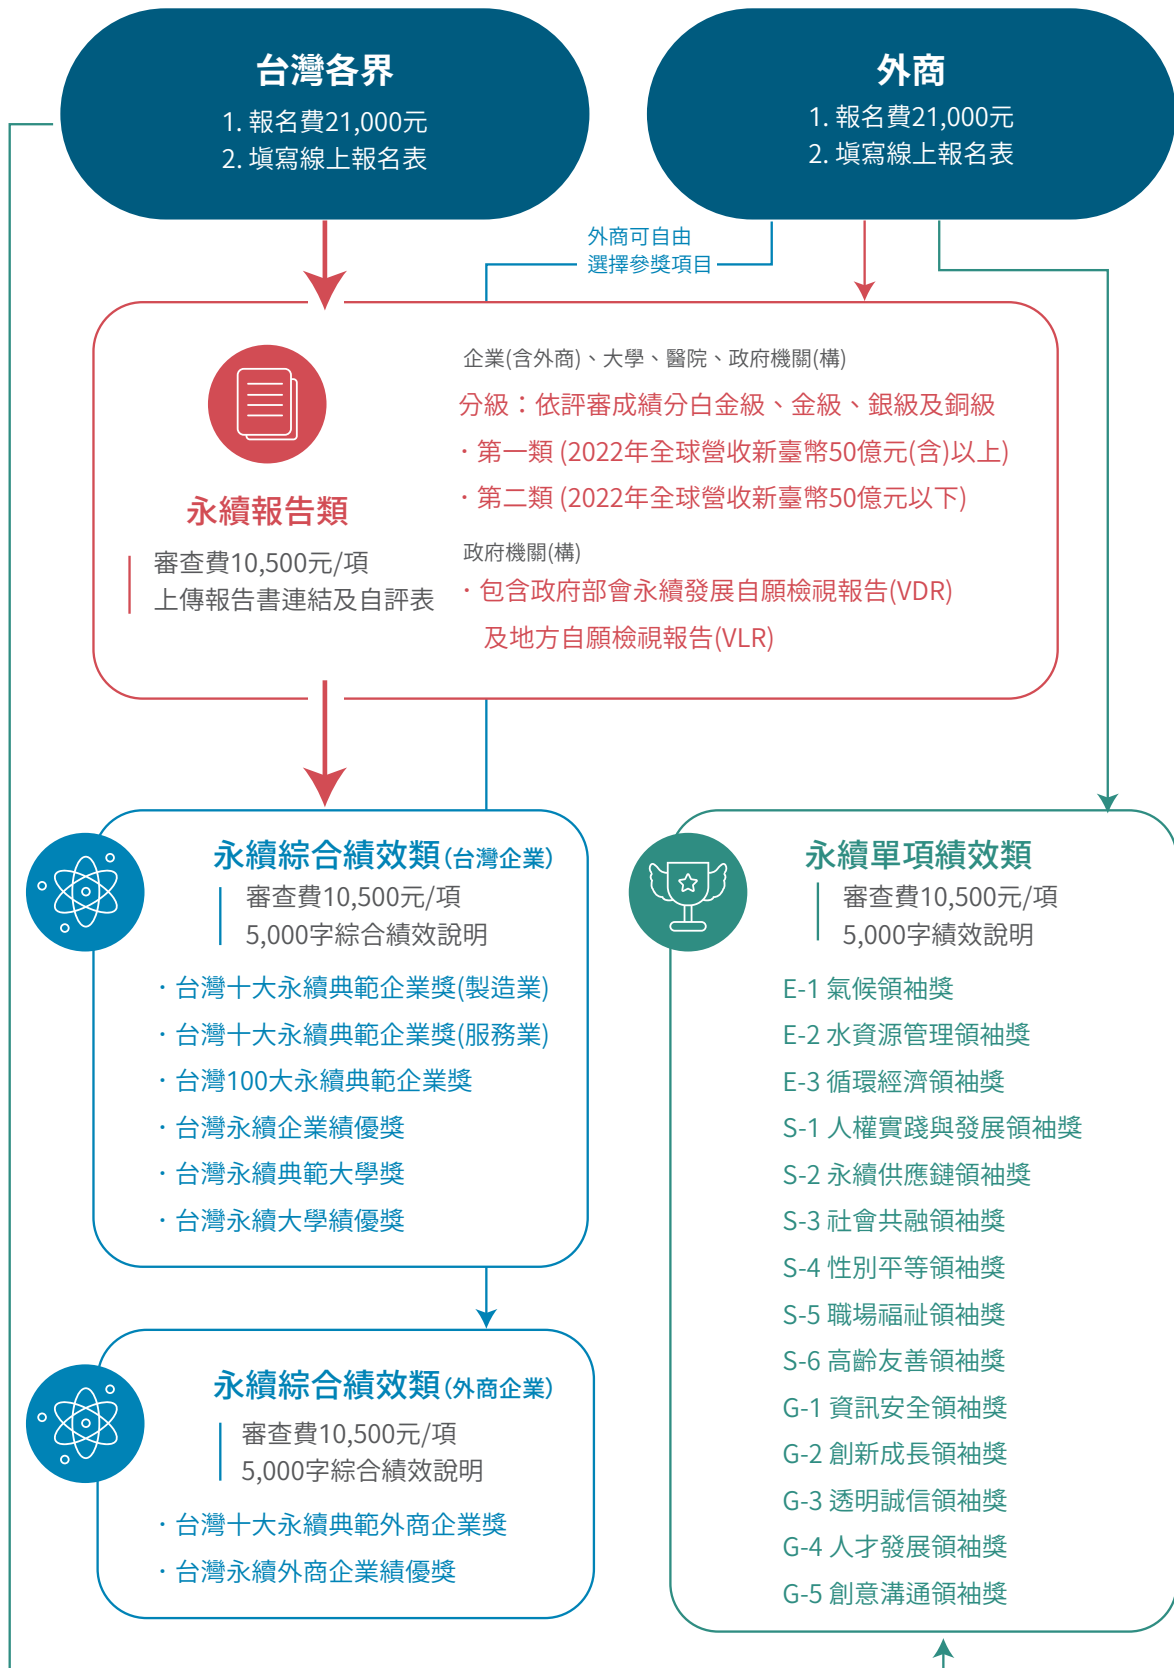 台灣各界
1. 報名費21,000元
2. 填寫線上報名表
外商
1. 報名費21,000元
2. 填寫線上報名表
外商可自由
選擇參獎項目
永續報告類
審查費10,500元/項
上傳報告書連結及自評表
企業(含外商)、大學、醫院、政府機關(構)
分級：依評審成績分白金級、金級、銀級及銅級
·第一類 (2022年全球營收新臺幣50億元(含)以上)
·第二類 (2022年全球營收新臺幣50億元以下)
政府機關(構)
·包含政府部會永續發展自願檢視報告(VDR)
及地方自願檢視報告(VLR)
永續綜合績效類(台灣企業)
審查費10,500元/項
5,000字綜合績效說明
·台灣十大永續典範企業獎(製造業)
·台灣十大永續典範企業獎(服務業)
·台灣100大永續典範企業獎
·台灣永續企業績優獎
·台灣永續典範大學獎
·台灣永續大學績優獎
永續綜合績效類(外商企業)
審查費10,500元/項
5,000字綜合績效說明
·台灣十大永續典範外商企業獎
·台灣永續外商企業績優獎
永續單項績效類
審查費10,500元/項
5,000字績效說明
E-1 氣候領袖獎
E-2 水資源管理領袖獎
E-3 循環經濟領袖獎
S-1 人權實踐與發展領袖獎
S-2 永續供應鏈領袖獎
S-3 社會共融領袖獎
S-4 性別平等領袖獎
S-5 職場福祉領袖獎
S-6 高齡友善領袖獎
G-1 資訊安全領袖獎
G-2 創新成長領袖獎
G-3 透明誠信領袖獎
G-4 人才發展領袖獎
G-5 創意溝通領袖獎